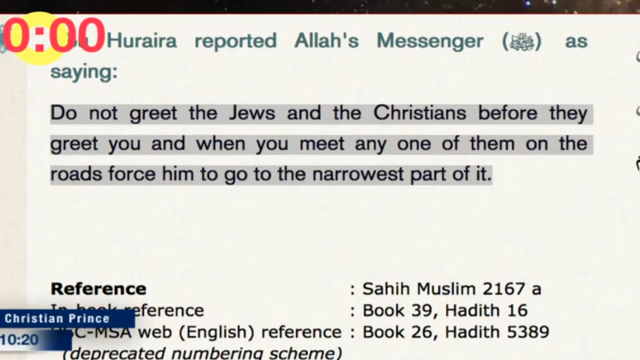 0:00
Huraira reported Allah's Messenger (ﷺ) as
saying:
Do not greet the Jews and the Christians before they
greet you and when you meet any one of them on the
roads force him to go to the narrowest part of it.
Reference : Sahih Muslim 2167 a
In-book reference : Book 39, Hadith 16
USC-MSA web (English) reference : Book 26, Hadith 5389
(deprecated numbering scheme)
Christian Prince
10:20